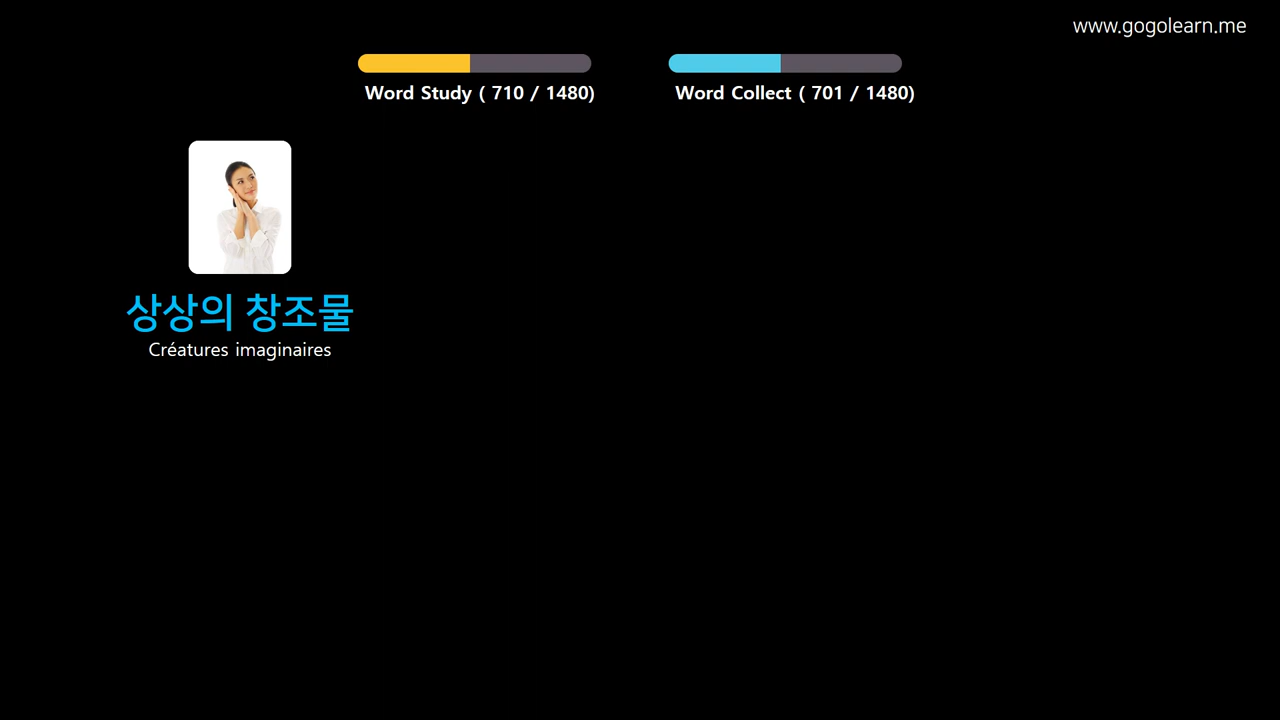 www.gogolearn.me
Word Study ( 710 / 1480)
Word Collect ( 701 / 1480)
상상의 창조물
Créatures imaginaires